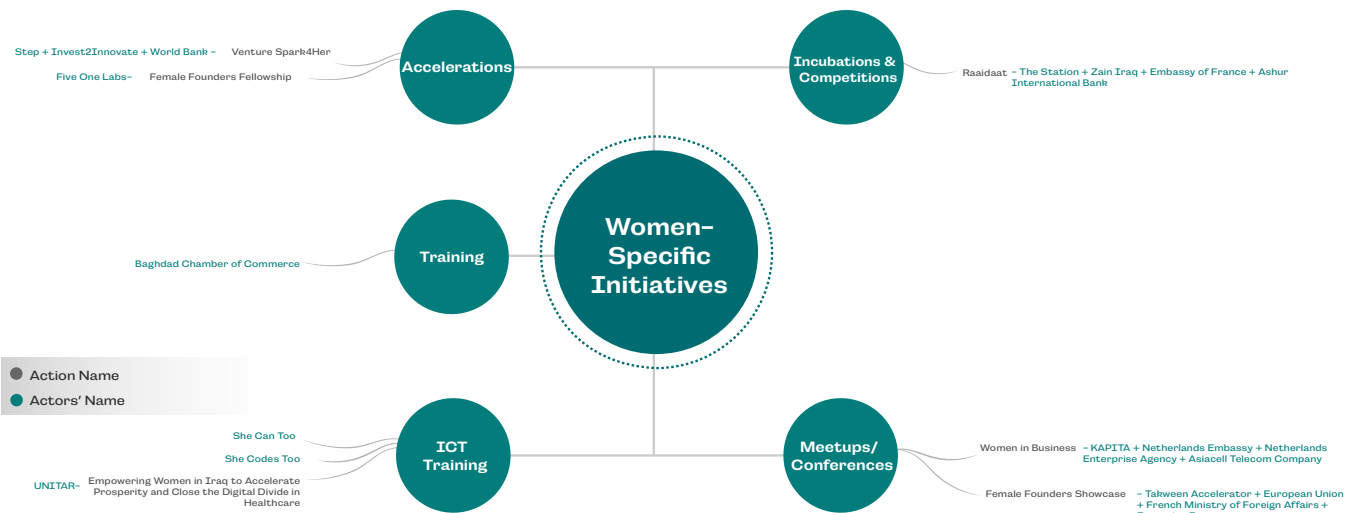 Step + Invest2Innovate + World Bank – Venture Spark4Her
Five One Labs– Female Founders Fellowship
Accelerations
Incubations &
Competitions
Raaidaat – The Station + Zain Iraq + Embassy of France + Ashur
International Bank
Women–
Specific
Initiatives
Training
Baghdad Chamber of Commerce
Action Name
Actors’ Name
She Can Too
She Codes Too
UNITAR– Empowering Women in Iraq to Accelerate
Prosperity and Close the Digital Divide in
Healthcare
ICT
Training
Meetups/
Conferences
Women in Business – KAPITA + Netherlands Embassy + Netherlands
Enterprise Agency + Asiacell Telecom Company
Female Founders Showcase – Takween Accelerator + European Union
+ French Ministry of Foreign Affairs +